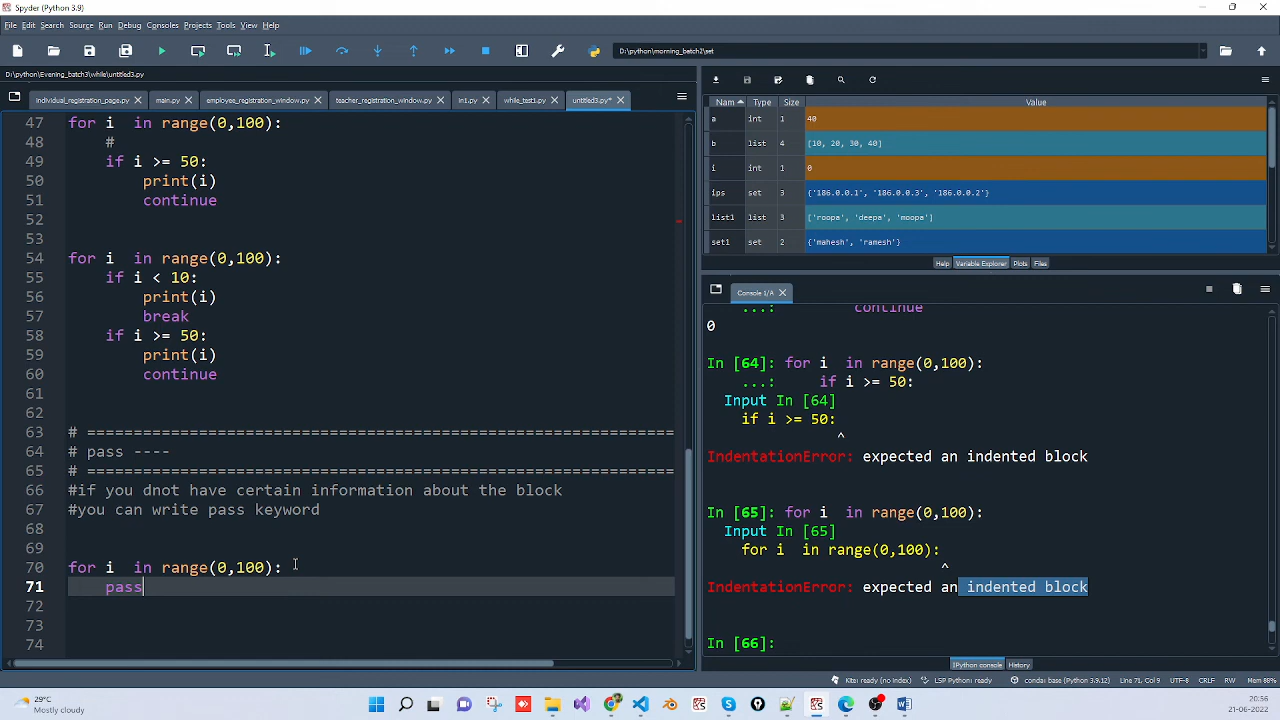 Spyder (Python 3.9)
File Edit Search Source Run Debug Consoles Projects Tools View Help
D:\python\morning_batch2\set
D:\python\Evening_batch3\while\untitled3.py
individual_registration_page.py main.py employee_registration_window.py teacher_registration_window.py in1.py while_test1.py untitled3.py*
47 for i  in range(0,100):
48     #
49     if i >= 50:
50         print(i)
51         continue
52
53
54 for i  in range(0,100):
55     if i < 10:
56         print(i)
57         break
58     if i >= 50:
59         print(i)
60         continue
61
62
63 # ===============================================================
64 # pass ----
65 # ===============================================================
66 #if you dnot have certain information about the block
67 #you can write pass keyword
68
69
70 for i  in range(0,100):
71     pass
72
73
74
Nam Type Size Value
a int 1 40
b list 4 [10, 20, 30, 40]
i int 1 0
ips set 3 {'186.0.0.1', '186.0.0.3', '186.0.0.2'}
list1 list 3 ['roopa', 'deepa', 'moopa']
set1 set 2 {'mahesh', 'ramesh'}
Help Variable Explorer Plots Files
Console 1/A
...:         continue
0
In [64]: for i  in range(0,100):
...:     if i >= 50:
Input In [64]
if i >= 50:
^
IndentationError: expected an indented block
In [65]: for i  in range(0,100):
Input In [65]
for i  in range(0,100):
^
IndentationError: expected an indented block
In [66]:
IPython console History
Kite: ready (no index) LSP Python: ready conda: base (Python 3.9.7) Line 71, Col 9 UTF-8 CRLF RW Mem 88%
29°C
Mostly cloudy
20:36
21-06-2022